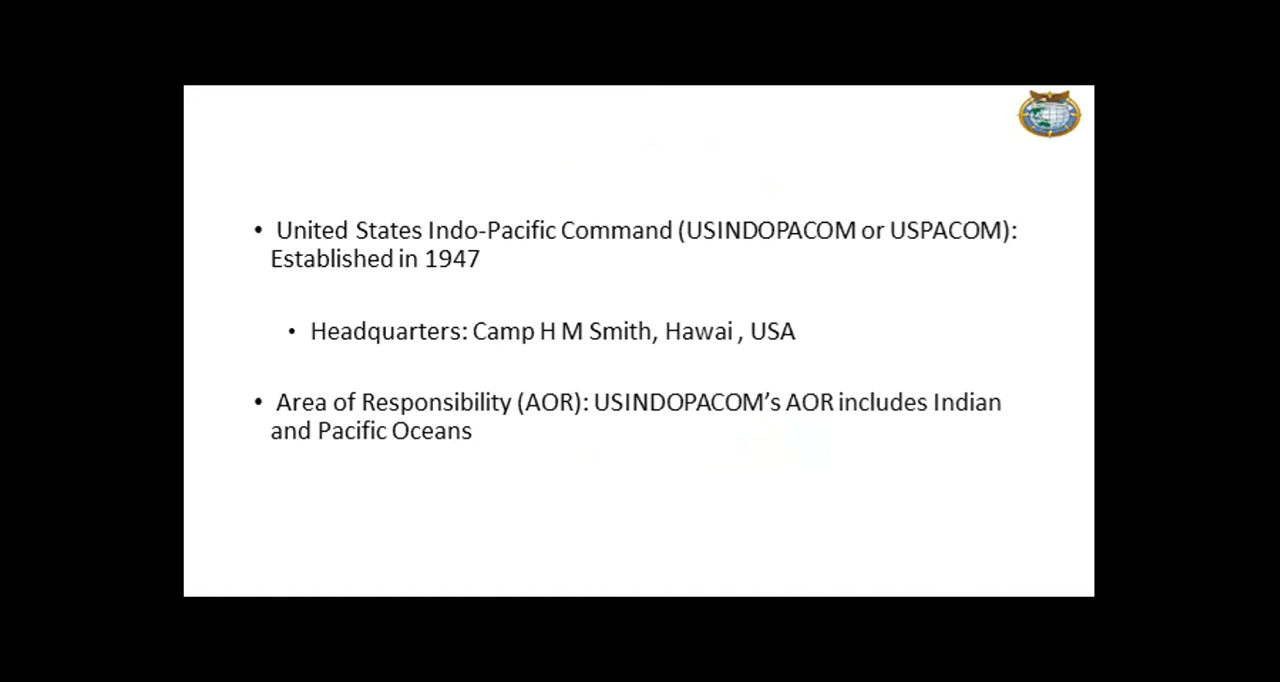 • United States Indo-Pacific Command (USINDOPACOM or USPACOM):
Established in 1947
• Headquarters: Camp H M Smith, Hawai , USA
• Area of Responsibility (AOR): USINDOPACOM’s AOR includes Indian
and Pacific Oceans